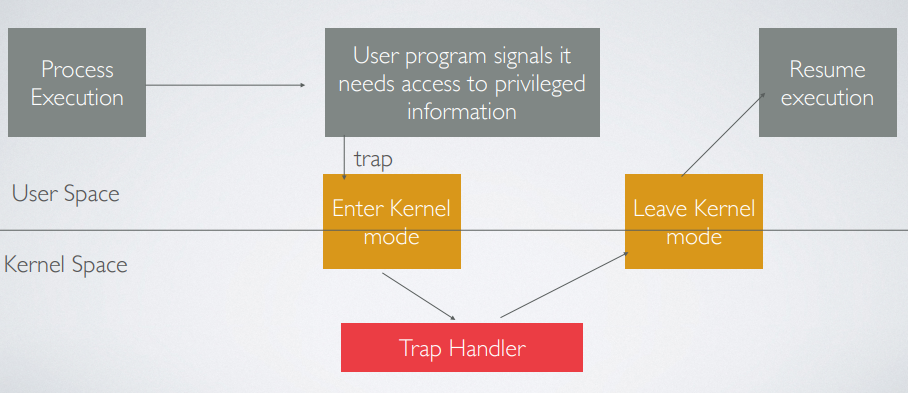 Process
Execution
User program signals it
needs access to privileged
information
Resume
execution
trap
User Space
Enter Kernel
mode
Leave Kernel
mode
Kernel Space
Trap Handler